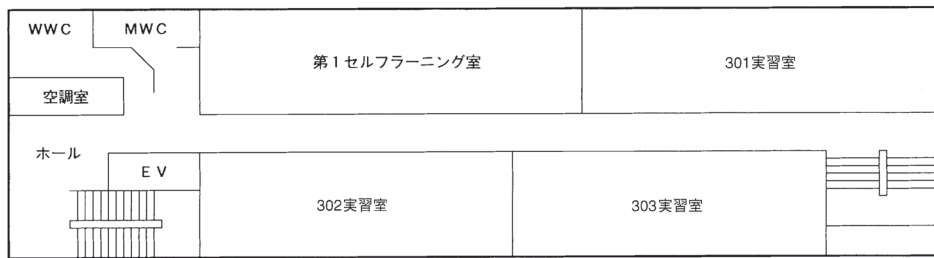 WWC
MWC
第1セルフラーニング室
301実習室
空調室
ホール
EV
302実習室
303実習室